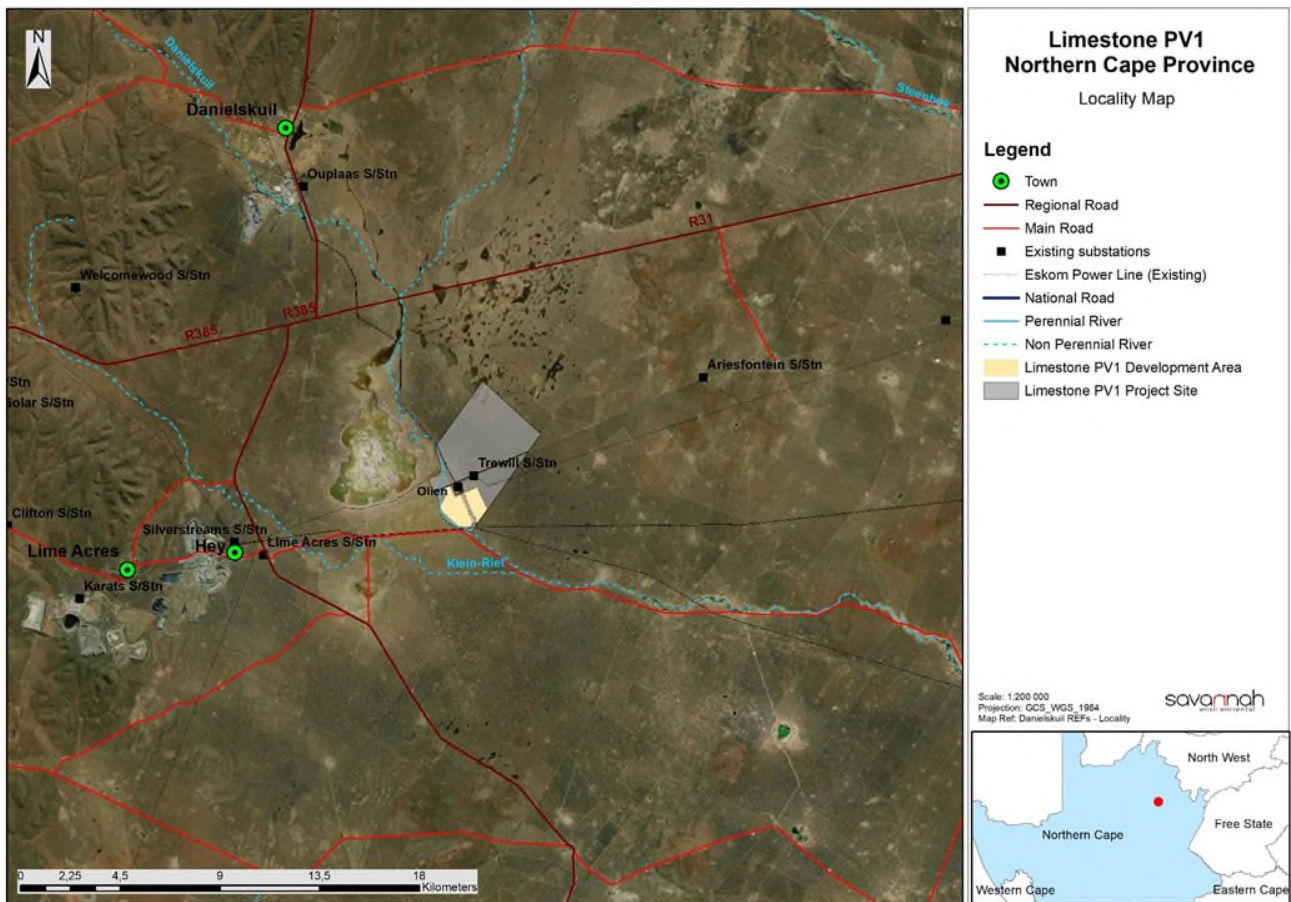 N
Danielskuil
Danielskuil
Steenbok
Ouplaas S/Stn
R31
Welcomewood S/Stn
R385
R385
Ariesfontein S/Stn
/Stn
Solar S/Stn
Trewill S/Stn
Olien
Clifton S/Stn
Silverstreams S/Stn
Hey
Lime Acres S/Stn
Lime Acres
Klein-Riet
Karats S/Stn
0 2,25 4,5 9 13,5 18
Kilometers
Limestone PV1
Northern Cape Province
Locality Map
Legend
Town
Regional Road
Main Road
Existing substations
Eskom Power Line (Existing)
National Road
Perennial River
Non Perennial River
Limestone PV1 Development Area
Limestone PV1 Project Site
Scale: 1:200 000
Projection: GCS_WGS_1984
Map Ref: Danielskuil REFs - Locality
savannah
environmental
North West
Northern Cape
Free State
Western Cape
Eastern Cape